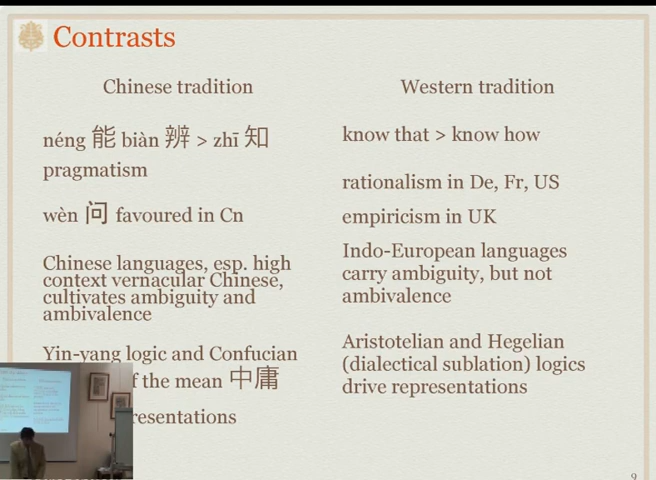 Contrasts
Chinese tradition
néng 能 biàn 辨 > zhī 知
pragmatism
wèn 问 favoured in Cn
Chinese languages, esp. high
context vernacular Chinese,
cultivates ambiguity and
ambivalence
Yin-yang logic and Confucian
f the mean 中庸
resentations
Western tradition
know that > know how
rationalism in De, Fr, US
empiricism in UK
Indo-European languages
carry ambiguity, but not
ambivalence
Aristotelian and Hegelian
(dialectical sublation) logics
drive representations
9